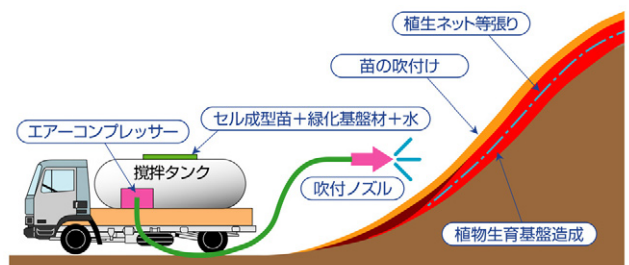 植生ネット等張り
苗の吹付け
セル成型苗＋緑化基盤材＋水
エアーコンプレッサー
撹拌タンク
吹付ノズル
植物生育基盤造成